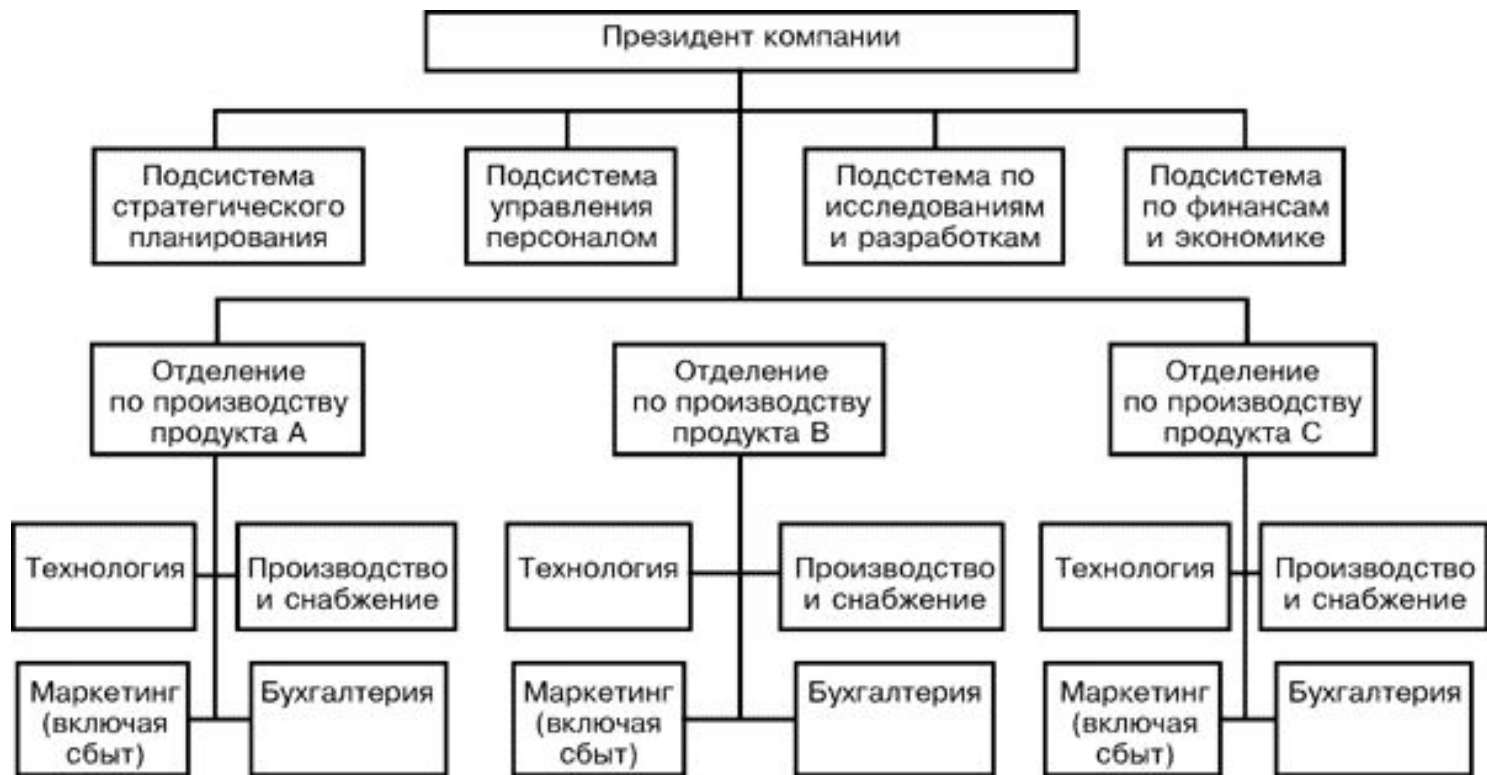 Президент компании
Подсистема
стратегического
планирования
Подсистема
управления
персоналом
Подсстема по
исследованиям
и разработкам
Подсистема
по финансам
и экономике
Отделение
по производству
продукта А
Отделение
по производству
продукта В
Отделение
по производству
продукта С
Технология
Производство
и снабжение
Технология
Производство
и снабжение
Технология
Производство
и снабжение
Маркетинг
(включая
сбыт)
Бухгалтерия
Маркетинг
(включая
сбыт)
Бухгалтерия
Маркетинг
(включая
сбыт)
Бухгалтерия